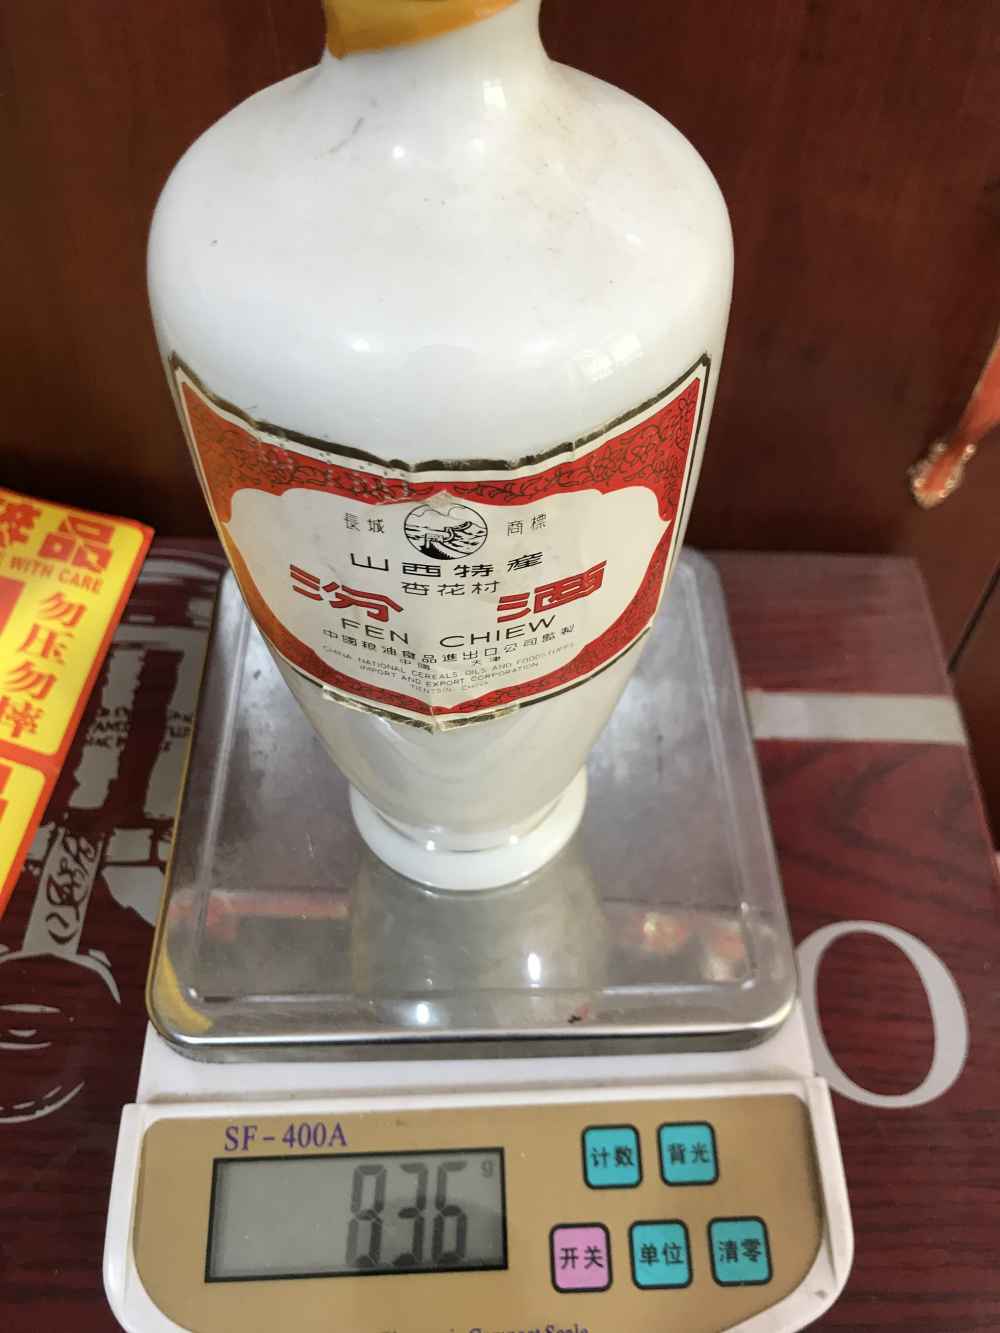 長城 商標
山西特產
杏花村
汾酒
FEN CHIEW
中國粮油食品進出口公司監製
中國 天津
CHINA NATIONAL CEREALS, OILS AND FOODSTUFFS
IMPORT AND EXPORT CORPORATION
TIENTSIN, CHINA
品
WITH CARE
勿压勿摔
SF-400A
836 g
计数
背光
开关
单位
清零
O